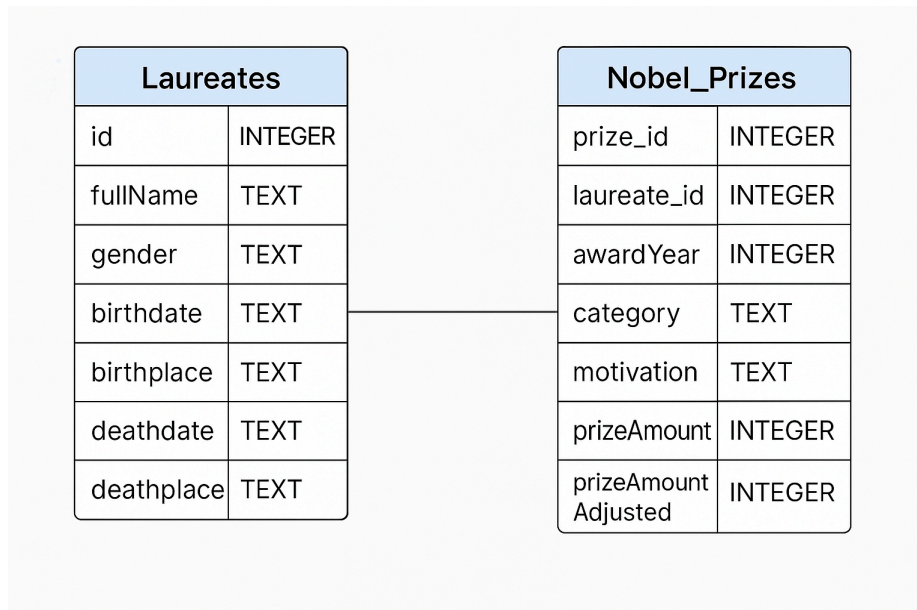 Laureates
id INTEGER
fullName TEXT
gender TEXT
birthdate TEXT
birthplace TEXT
deathdate TEXT
deathplace TEXT
Nobel_Prizes
prize_id INTEGER
laureate_id INTEGER
awardYear INTEGER
category TEXT
motivation TEXT
prizeAmount INTEGER
prizeAmount
Adjusted INTEGER